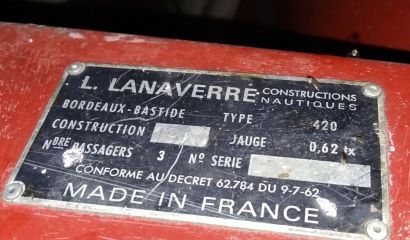 L. LANAVERRE CONSTRUCTIONS NAUTIQUES
BORDEAUX-BASTIDE TYPE 420
CONSTRUCTION JAUGE 0,62 tx
NBRE PASSAGERS 3 No SERIE
CONFORME AU DECRET 62.784 DU 9-7-62
MADE IN FRANCE